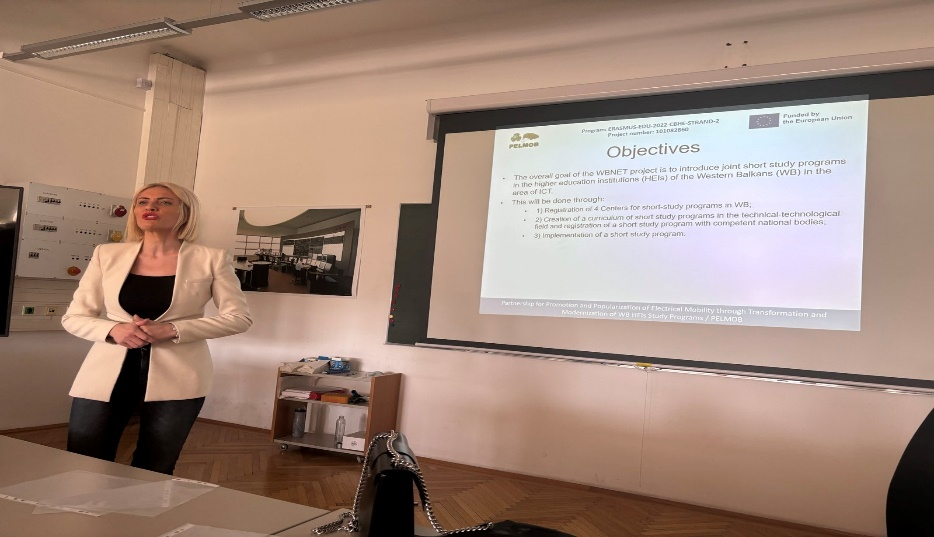 Program: ERASMUS-EDU-2022-CBHE-STRAND-2
Project number: 101082860
PELMOB
Funded by
the European Union
Objectives
• The overall goal of the WBNET project is to introduce joint short study programs
in the higher education institutions (HEIs) of the Western Balkans (WB) in the
area of ICT.
• This will be done through:
• 1) Registration of 4 Centers for short-study programs in WB;
• 2) Creation of a curriculum of short study programs in the technical-technological
field and registration of a short study program with competent national bodies;
• 3) Implementation of a short study program.
Partnership for Promotion and Popularization of Electrical Mobility through Transformation and
Modernization of WB HEIs Study Programs / PELMOB